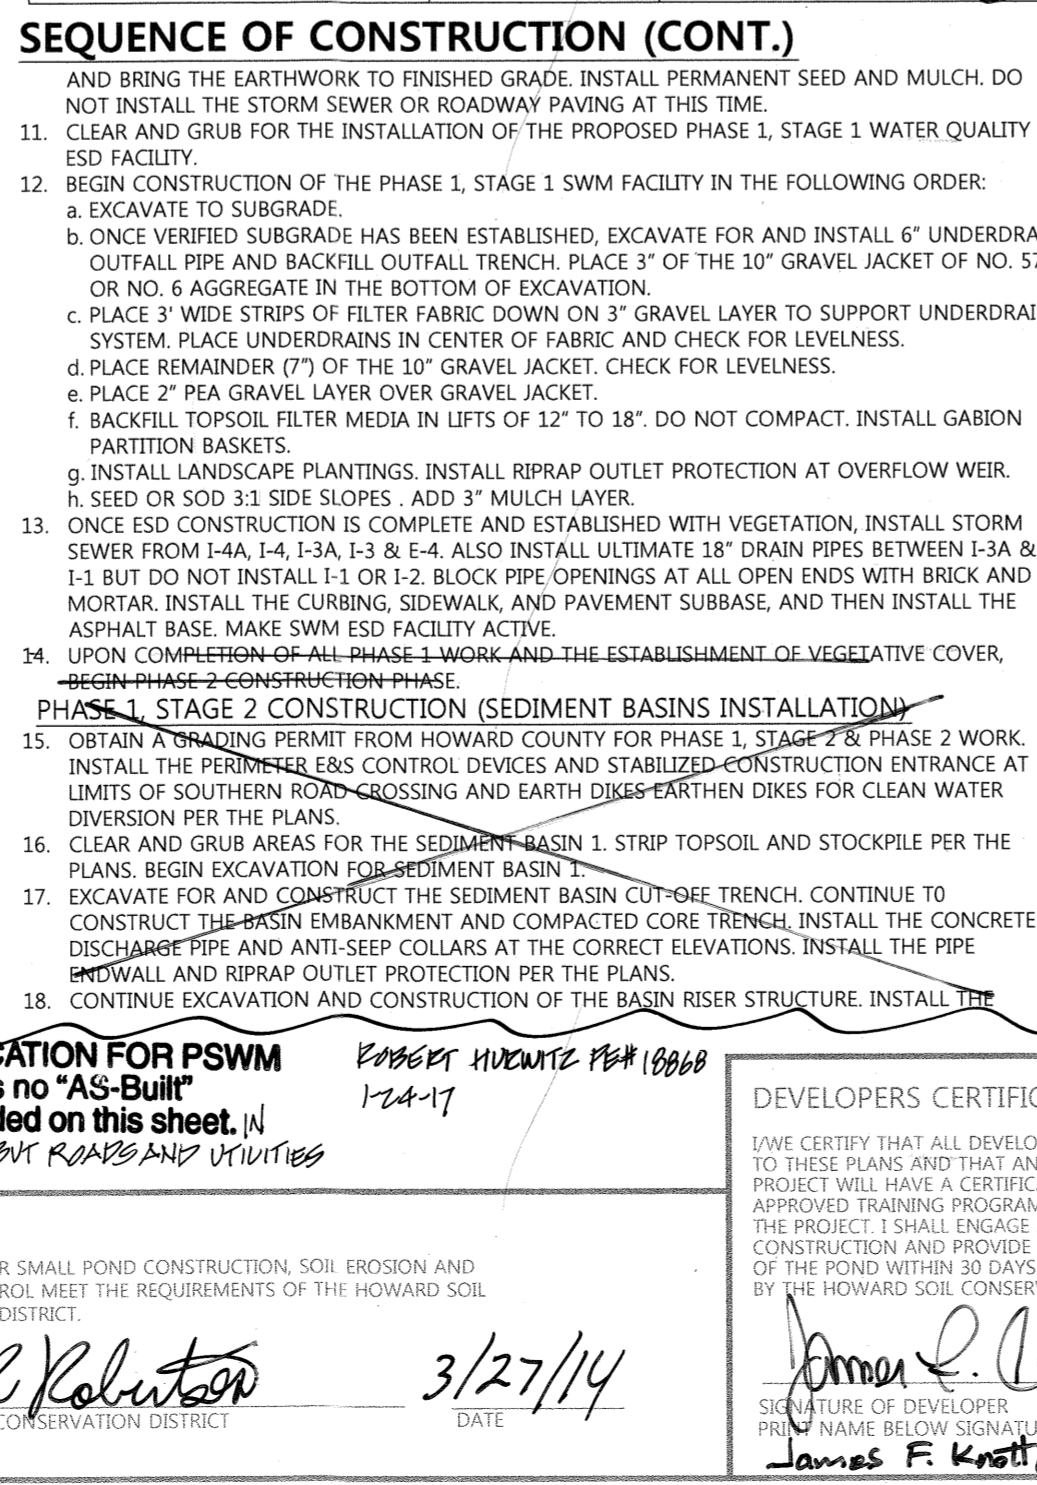 SEQUENCE OF CONSTRUCTION (CONT.)
AND BRING THE EARTHWORK TO FINISHED GRADE. INSTALL PERMANENT SEED AND MULCH. DO
NOT INSTALL THE STORM SEWER OR ROADWAY PAVING AT THIS TIME.
11. CLEAR AND GRUB FOR THE INSTALLATION OF THE PROPOSED PHASE 1, STAGE 1 WATER QUALITY
ESD FACILITY.
12. BEGIN CONSTRUCTION OF THE PHASE 1, STAGE 1 SWM FACILITY IN THE FOLLOWING ORDER:
a. EXCAVATE TO SUBGRADE.
b. ONCE VERIFIED SUBGRADE HAS BEEN ESTABLISHED, EXCAVATE FOR AND INSTALL 6" UNDERDRA
OUTFALL PIPE AND BACKFILL OUTFALL TRENCH. PLACE 3" OF THE 10" GRAVEL JACKET OF NO. 57
OR NO. 6 AGGREGATE IN THE BOTTOM OF EXCAVATION.
c. PLACE 3' WIDE STRIPS OF FILTER FABRIC DOWN ON 3" GRAVEL LAYER TO SUPPORT UNDERDRAI
SYSTEM. PLACE UNDERDRAINS IN CENTER OF FABRIC AND CHECK FOR LEVELNESS.
d. PLACE REMAINDER (7") OF THE 10" GRAVEL JACKET. CHECK FOR LEVELNESS.
e. PLACE 2" PEA GRAVEL LAYER OVER GRAVEL JACKET.
f. BACKFILL TOPSOIL FILTER MEDIA IN LIFTS OF 12" TO 18". DO NOT COMPACT. INSTALL GABION
PARTITION BASKETS.
g. INSTALL LANDSCAPE PLANTINGS. INSTALL RIPRAP OUTLET PROTECTION AT OVERFLOW WEIR.
h. SEED OR SOD 3:1 SIDE SLOPES . ADD 3" MULCH LAYER.
13. ONCE ESD CONSTRUCTION IS COMPLETE AND ESTABLISHED WITH VEGETATION, INSTALL STORM
SEWER FROM I-4A, I-4, I-3A, I-3 & E-4. ALSO INSTALL ULTIMATE 18" DRAIN PIPES BETWEEN I-3A &
I-1 BUT DO NOT INSTALL I-1 OR I-2. BLOCK PIPE OPENINGS AT ALL OPEN ENDS WITH BRICK AND
MORTAR. INSTALL THE CURBING, SIDEWALK, AND PAVEMENT SUBBASE, AND THEN INSTALL THE
ASPHALT BASE. MAKE SWM ESD FACILITY ACTIVE.
14. UPON COMPLETION OF ALL PHASE 1 WORK AND THE ESTABLISHMENT OF VEGETATIVE COVER,
BEGIN PHASE 2 CONSTRUCTION PHASE.
PHASE 1, STAGE 2 CONSTRUCTION (SEDIMENT BASINS INSTALLATION)
15. OBTAIN A GRADING PERMIT FROM HOWARD COUNTY FOR PHASE 1, STAGE 2 & PHASE 2 WORK.
INSTALL THE PERIMETER E&S CONTROL DEVICES AND STABILIZED CONSTRUCTION ENTRANCE AT
LIMITS OF SOUTHERN ROAD CROSSING AND EARTH DIKES EARTHEN DIKES FOR CLEAN WATER
DIVERSION PER THE PLANS.
16. CLEAR AND GRUB AREAS FOR THE SEDIMENT BASIN 1. STRIP TOPSOIL AND STOCKPILE PER THE
PLANS. BEGIN EXCAVATION FOR SEDIMENT BASIN 1.
17. EXCAVATE FOR AND CONSTRUCT THE SEDIMENT BASIN CUT-OFF TRENCH. CONTINUE T0
CONSTRUCT THE BASIN EMBANKMENT AND COMPACTED CORE TRENCH. INSTALL THE CONCRETE
DISCHARGE PIPE AND ANTI-SEEP COLLARS AT THE CORRECT ELEVATIONS. INSTALL THE PIPE
ENDWALL AND RIPRAP OUTLET PROTECTION PER THE PLANS.
18. CONTINUE EXCAVATION AND CONSTRUCTION OF THE BASIN RISER STRUCTURE. INSTALL THE
CATION FOR PSWM
s no "AS-Built"
ded on this sheet. IN
BUT ROADS AND UTILITIES
ROBERT HURWITZ PE# 18868
1-24-17
R SMALL POND CONSTRUCTION, SOIL EROSION AND
ROL MEET THE REQUIREMENTS OF THE HOWARD SOIL
DISTRICT.
Robertson
3/27/14
CONSERVATION DISTRICT
DATE
DEVELOPERS CERTIFIC
I/WE CERTIFY THAT ALL DEVELO
TO THESE PLANS AND THAT AN
PROJECT WILL HAVE A CERTIFIC
APPROVED TRAINING PROGRAM
THE PROJECT. I SHALL ENGAGE
CONSTRUCTION AND PROVIDE
OF THE POND WITHIN 30 DAYS
BY THE HOWARD SOIL CONSER
James
SIGNATURE OF DEVELOPER
PRINT NAME BELOW SIGNATU
James F. Knott